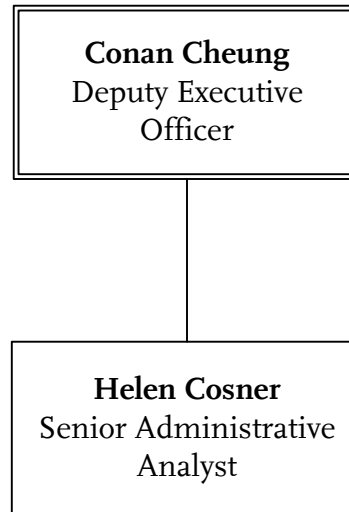 Conan Cheung
Deputy Executive
Officer
Helen Cosner
Senior Administrative
Analyst